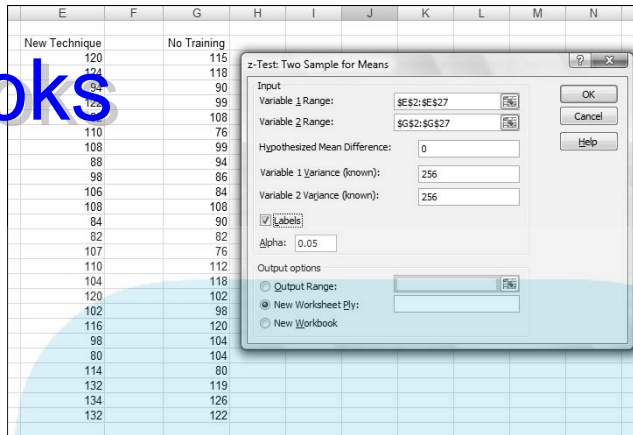 E F G H I J K L M N
New Technique No Training
120 115
124 118
94 90
122 99
108
110 76
108 99
88 94
98 86
106 84
108 108
84 90
82 82
107 76
110 112
104 118
120 102
102 98
116 120
98 104
80 104
114 80
132 119
134 126
132 122
oks
z-Test: Two Sample for Means
Input
Variable 1 Range: $E$2:$E$27
Variable 2 Range: $G$2:$G$27
Hypothesized Mean Difference: 0
Variable 1 Variance (known): 256
Variable 2 Variance (known): 256
Labels
Alpha: 0.05
Output options
Output Range:
New Worksheet Ply:
New Workbook
OK
Cancel
Help